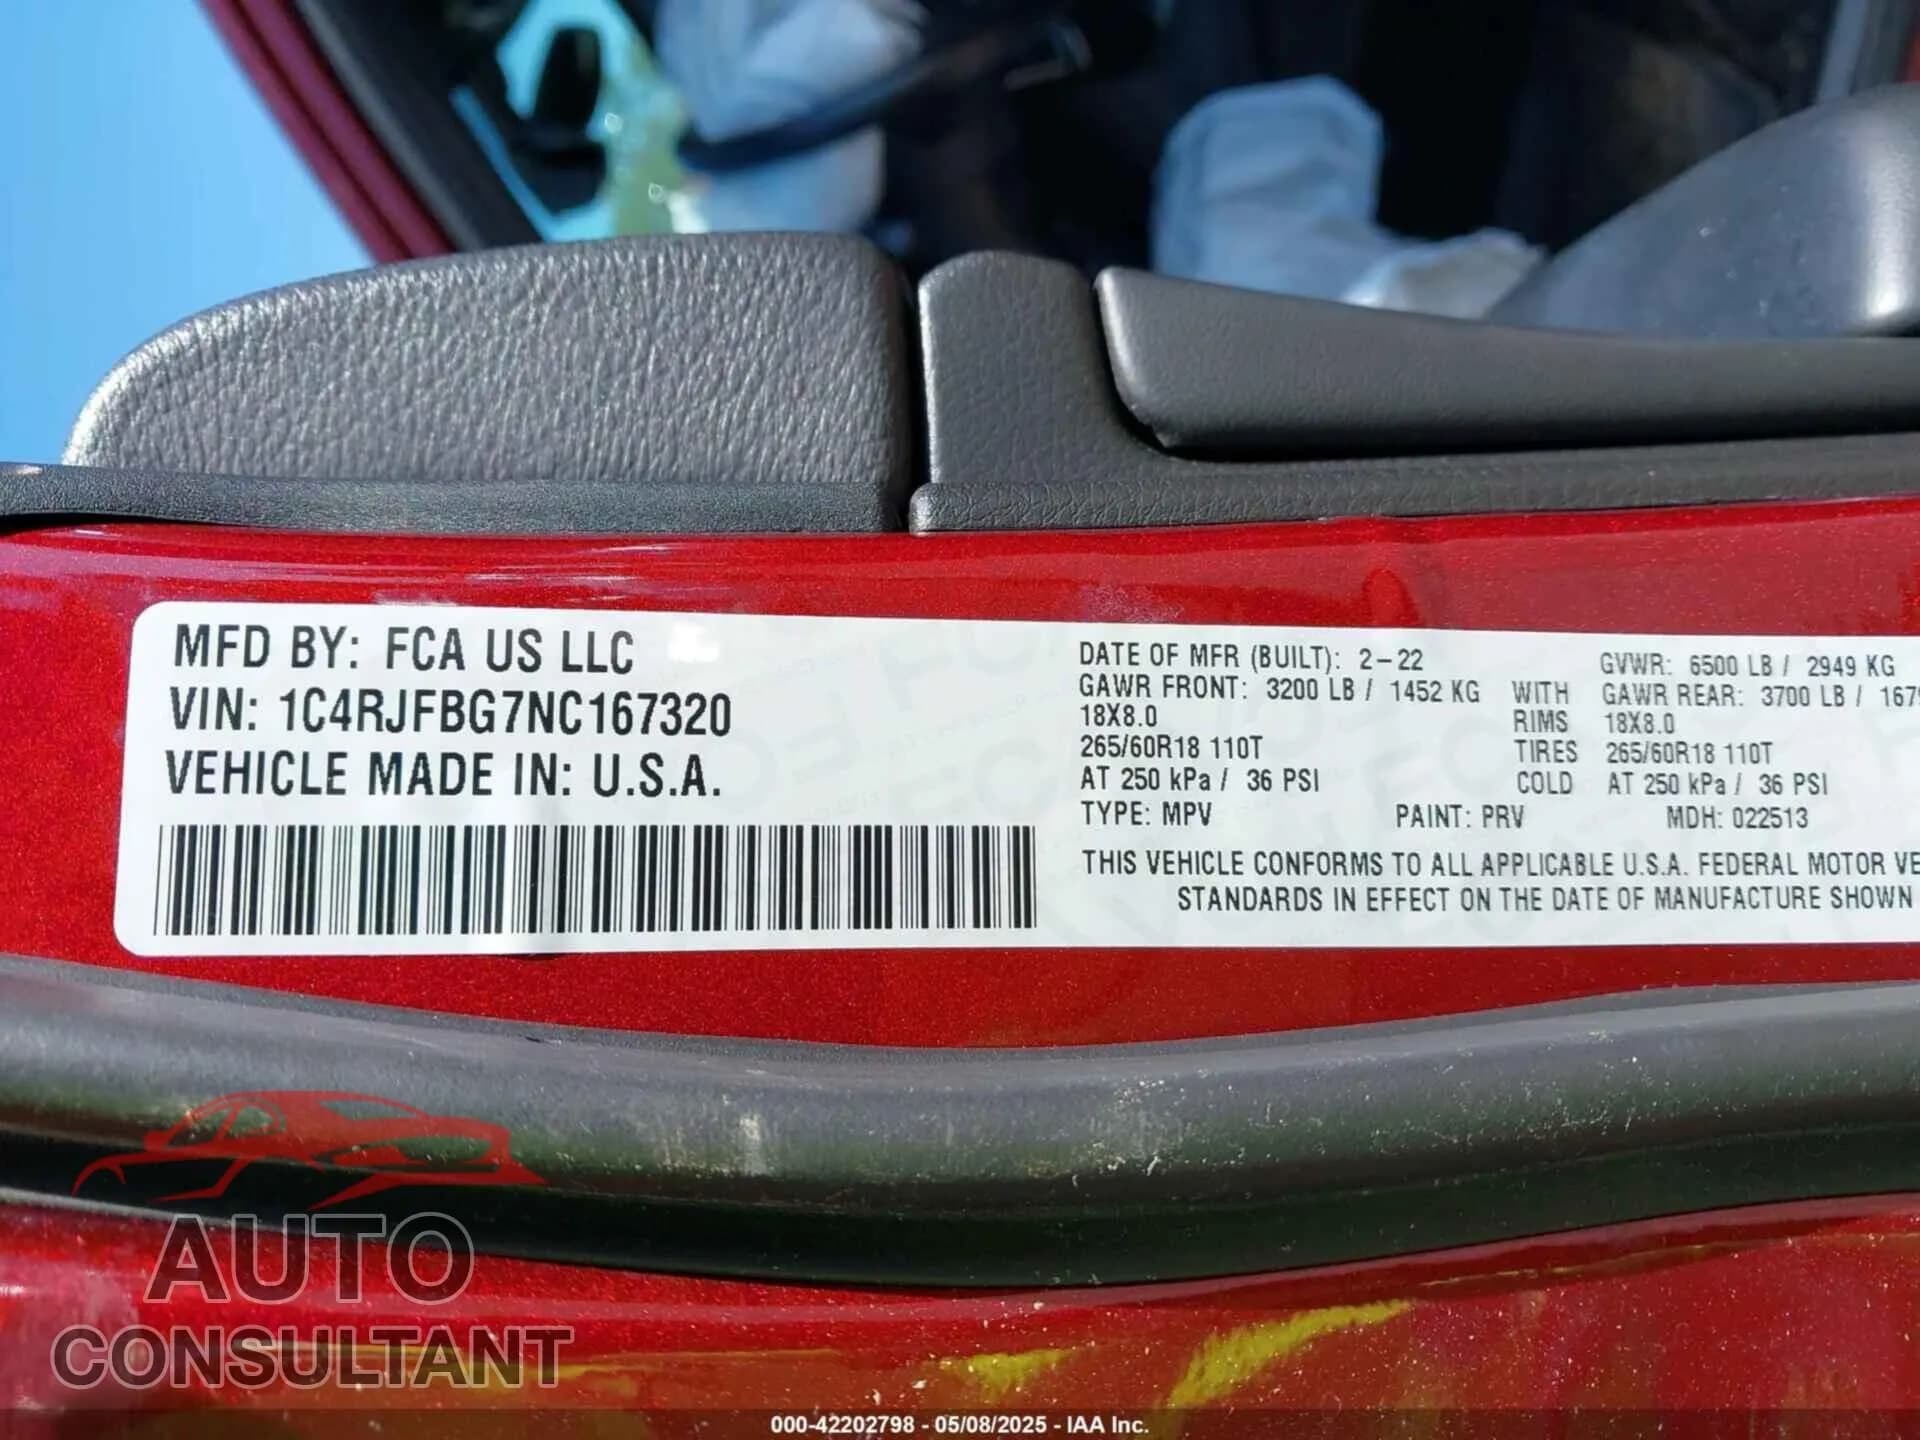 MFD BY: FCA US LLC
VIN: 1C4RJFBG7NC167320
VEHICLE MADE IN: U.S.A.
DATE OF MFR (BUILT): 2-22 GVWR: 6500 LB / 2949 KG
GAWR FRONT: 3200 LB / 1452 KG WITH GAWR REAR: 3700 LB /
18X8.0 RIMS 18X8.0
265/60R18 110T TIRES 265/60R18 110T
AT 250 kPa / 36 PSI COLD AT 250 kPa / 36 PSI
TYPE: MPV PAINT: PRV MDH: 022513
THIS VEHICLE CONFORMS TO ALL APPLICABLE U.S.A. FEDERAL MOTOR
STANDARDS IN EFFECT ON THE DATE OF MANUFACTURE SHOWN
AUTO
CONSULTANT
000-42202798 - 05/08/2025 - IAA Inc.